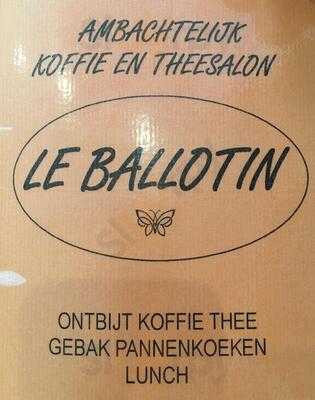 AMBACHTELIJK
KOFFIE EN THEESALON
LE BALLOTIN
ONTBIJT KOFFIE THEE
GEBAK PANNENKOEKEN
LUNCH